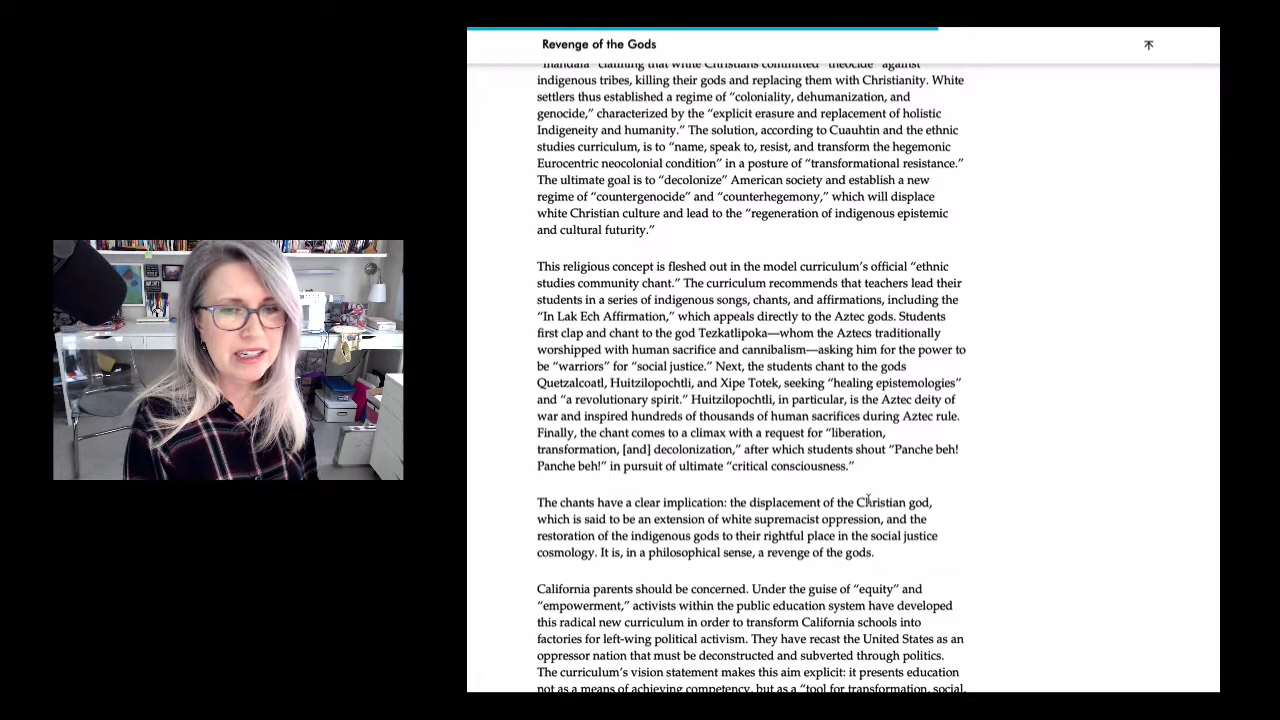 Revenge of the Gods
“mandala” claiming that white Christians committed “theocide” against
indigenous tribes, killing their gods and replacing them with Christianity. White
settlers thus established a regime of “coloniality, dehumanization, and
genocide,” characterized by the “explicit erasure and replacement of holistic
Indigeneity and humanity.” The solution, according to Cuauhtin and the ethnic
studies curriculum, is to “name, speak to, resist, and transform the hegemonic
Eurocentric neocolonial condition” in a posture of “transformational resistance.”
The ultimate goal is to “decolonize” American society and establish a new
regime of “countergenocide” and “counterhegemony,” which will displace
white Christian culture and lead to the “regeneration of indigenous epistemic
and cultural futurity.”
This religious concept is fleshed out in the model curriculum’s official “ethnic
studies community chant.” The curriculum recommends that teachers lead their
students in a series of indigenous songs, chants, and affirmations, including the
“In Lak Ech Affirmation,” which appeals directly to the Aztec gods. Students
first clap and chant to the god Tezkatlipoka—whom the Aztecs traditionally
worshipped with human sacrifice and cannibalism—asking him for the power to
be “warriors” for “social justice.” Next, the students chant to the gods
Quetzalcoatl, Huitzilopochtli, and Xipe Totek, seeking “healing epistemologies”
and “a revolutionary spirit.” Huitzilopochtli, in particular, is the Aztec deity of
war and inspired hundreds of thousands of human sacrifices during Aztec rule.
Finally, the chant comes to a climax with a request for “liberation,
transformation, [and] decolonization,” after which students shout “Panche beh!
Panche beh!” in pursuit of ultimate “critical consciousness.”
The chants have a clear implication: the displacement of the Christian god,
which is said to be an extension of white supremacist oppression, and the
restoration of the indigenous gods to their rightful place in the social justice
cosmology. It is, in a philosophical sense, a revenge of the gods.
California parents should be concerned. Under the guise of “equity” and
“empowerment,” activists within the public education system have developed
this radical new curriculum in order to transform California schools into
factories for left-wing political activism. They have recast the United States as an
oppressor nation that must be deconstructed and subverted through politics.
The curriculum’s vision statement makes this aim explicit: it presents education
not as a means of achieving competency, but as a “tool for transformation, social,